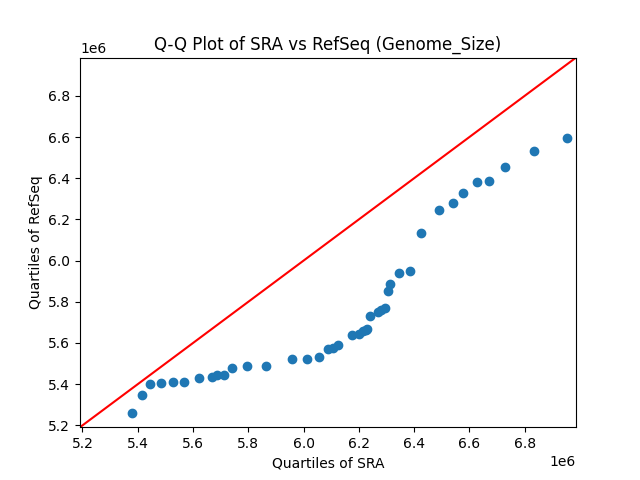 Q-Q Plot of SRA vs RefSeq (Genome_Size)
1e6
6.8
6.6
6.4
6.2
6.0
5.8
5.6
5.4
5.2
Quartiles of RefSeq
5.2 5.4 5.6 5.8 6.0 6.2 6.4 6.6 6.8
Quartiles of SRA
1e6